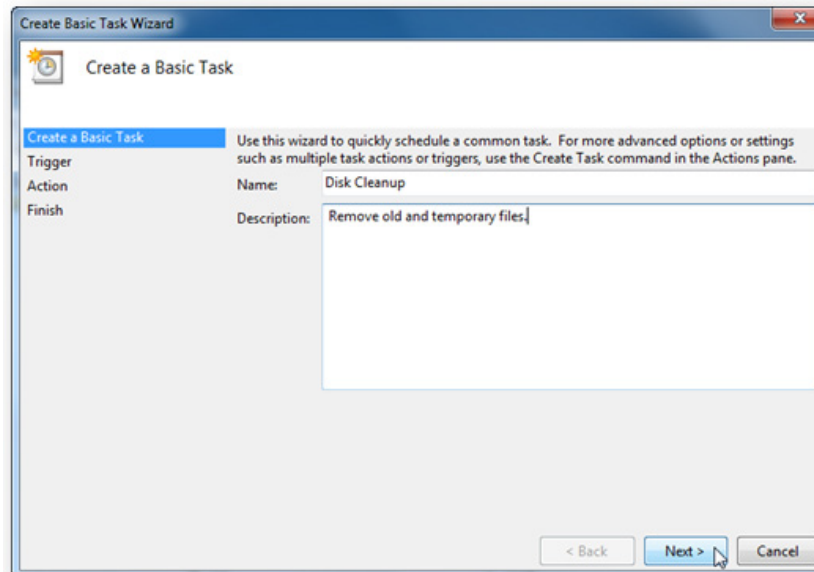 Create Basic Task Wizard
Create a Basic Task
Create a Basic Task
Trigger
Action
Finish
Use this wizard to quickly schedule a common task. For more advanced options or settings
such as multiple task actions or triggers, use the Create Task command in the Actions pane.
Name: Disk Cleanup
Description: Remove old and temporary files.
< Back Next > Cancel